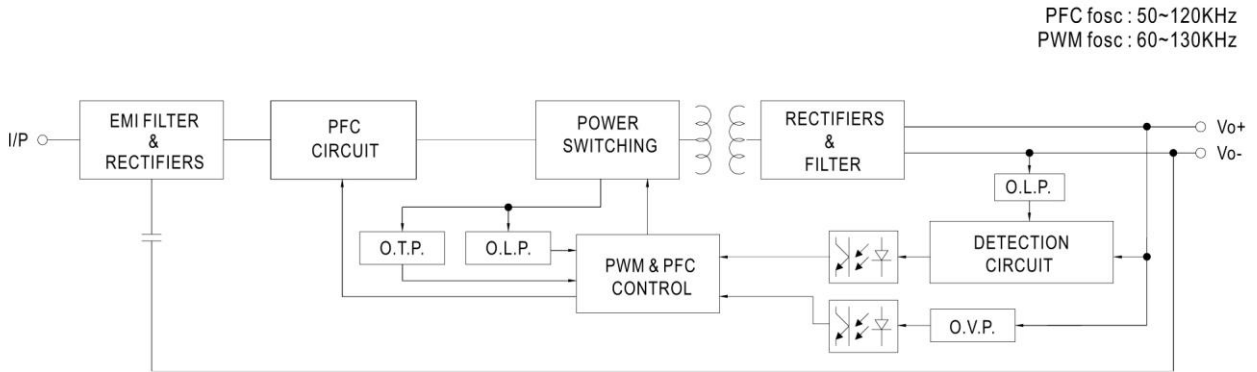 PFC fosc : 50~120KHz
PWM fosc : 60~130KHz
I/P
EMI FILTER
&
RECTIFIERS
PFC
CIRCUIT
POWER
SWITCHING
RECTIFIERS
&
FILTER
Vo+
Vo-
O.L.P.
O.T.P.
O.L.P.
PWM & PFC
CONTROL
DETECTION
CIRCUIT
O.V.P.